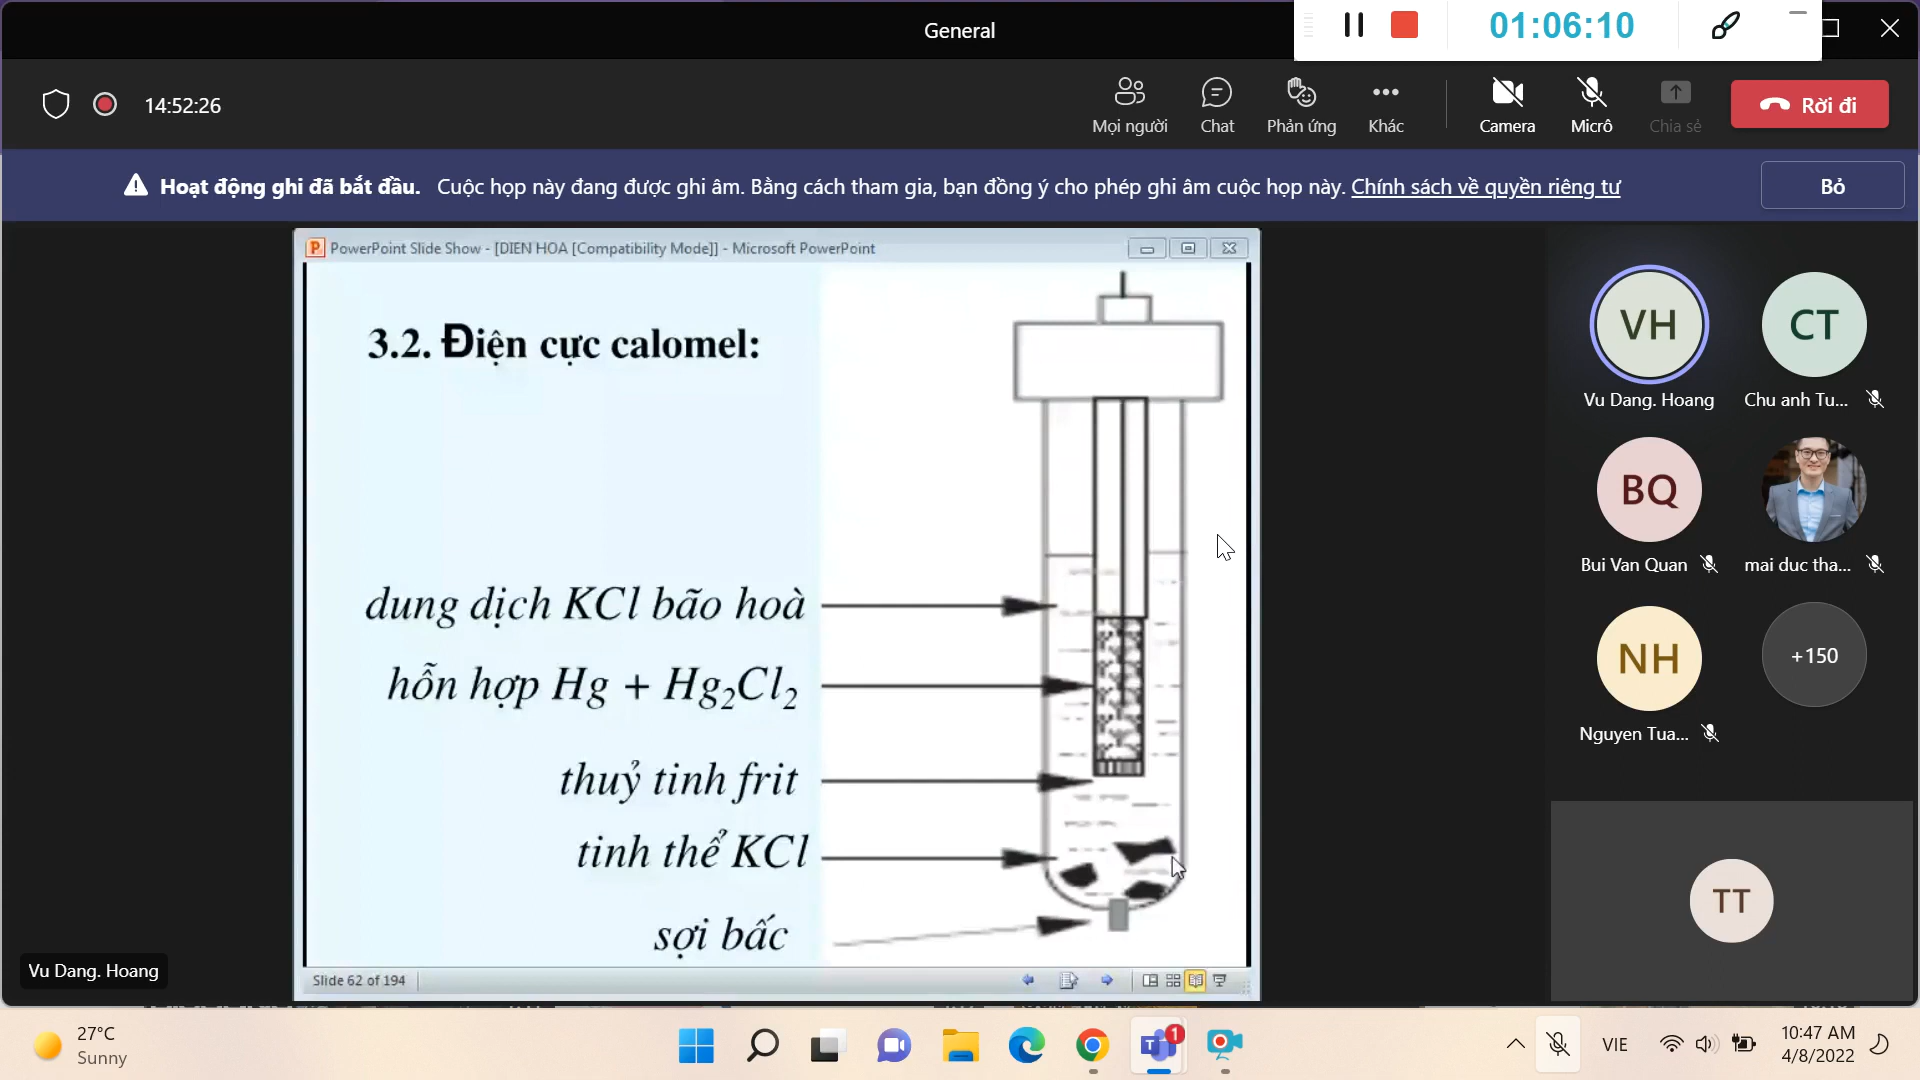 General
01:06:10
14:52:26
Mọi người
Chat
Phản ứng
Khác
Camera
Micrô
Chia sẻ
Rời đi
Hoạt động ghi đã bắt đầu. Cuộc họp này đang được ghi âm. Bằng cách tham gia, bạn đồng ý cho phép ghi âm cuộc họp này. Chính sách về quyền riêng tư
Bỏ
PowerPoint Slide Show - [DIEN HOA [Compatibility Mode]] - Microsoft PowerPoint
3.2. Điện cực calomel:
dung dịch KCl bão hoà
hỗn hợp Hg + Hg₂Cl₂
thuỷ tinh frit
tinh thể KCl
sợi bấc
Slide 62 of 194
Vu Dang. Hoang
VH
CT
Vu Dang. Hoang
Chu anh Tu...
BQ
Bui Van Quan
mai duc tha...
NH
+150
Nguyen Tua...
TT
27°C
Sunny
1
VIE
10:47 AM
4/8/2022